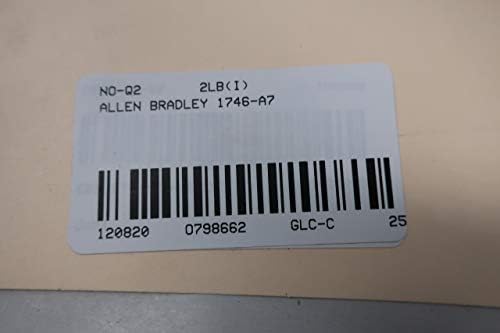 NO-Q2 2LB(I)
ALLEN BRADLEY 1746-A7
120820 0798662 GLC-C 25